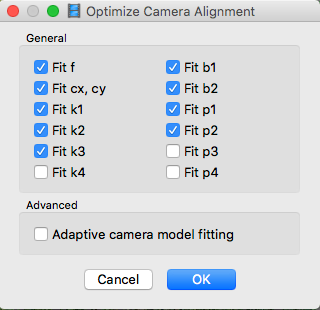 Optimize Camera Alignment
General
Fit f
Fit b1
Fit cx, cy
Fit b2
Fit k1
Fit p1
Fit k2
Fit p2
Fit k3
Fit p3
Fit k4
Fit p4
Advanced
Adaptive camera model fitting
Cancel
OK